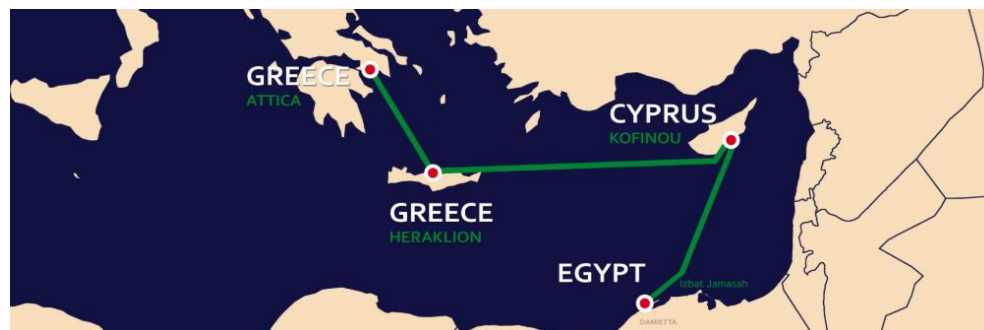 GREECE
ATTICA
CYPRUS
KOFINOU
GREECE
HERAKLION
EGYPT
Izbat Jamasah
DAMIETTA